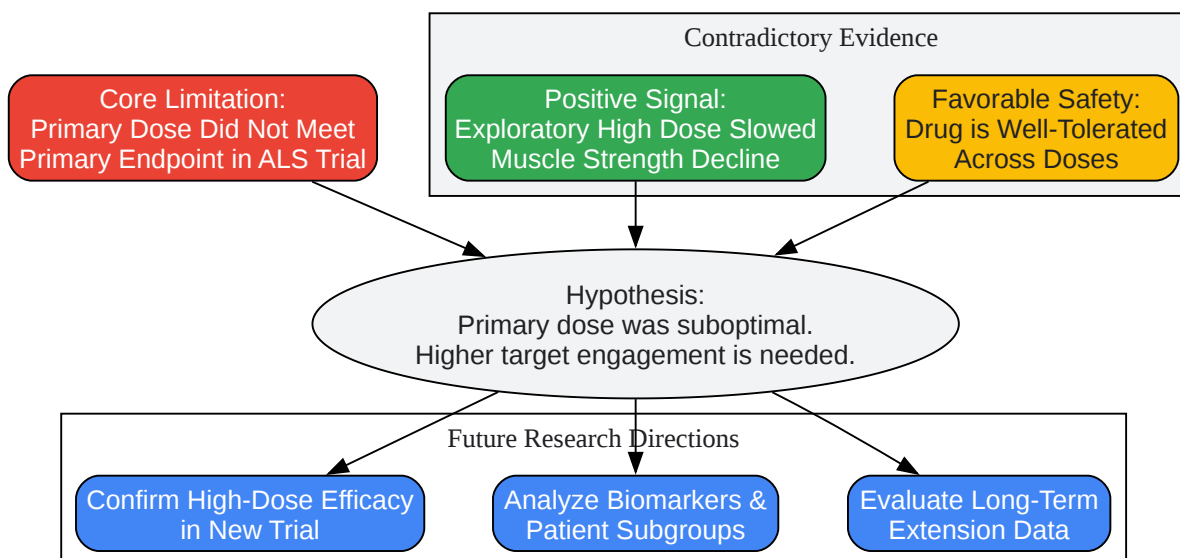 Contradictory Evidence
Core Limitation:
Primary Dose Did Not Meet
Primary Endpoint in ALS Trial
Positive Signal:
Exploratory High Dose Slowed
Muscle Strength Decline
Favorable Safety:
Drug is Well-Tolerated
Across Doses
Hypothesis:
Primary dose was suboptimal.
Higher target engagement is needed.
Future Research Directions
Confirm High-Dose Efficacy
in New Trial
Analyze Biomarkers &
Patient Subgroups
Evaluate Long-Term
Extension Data